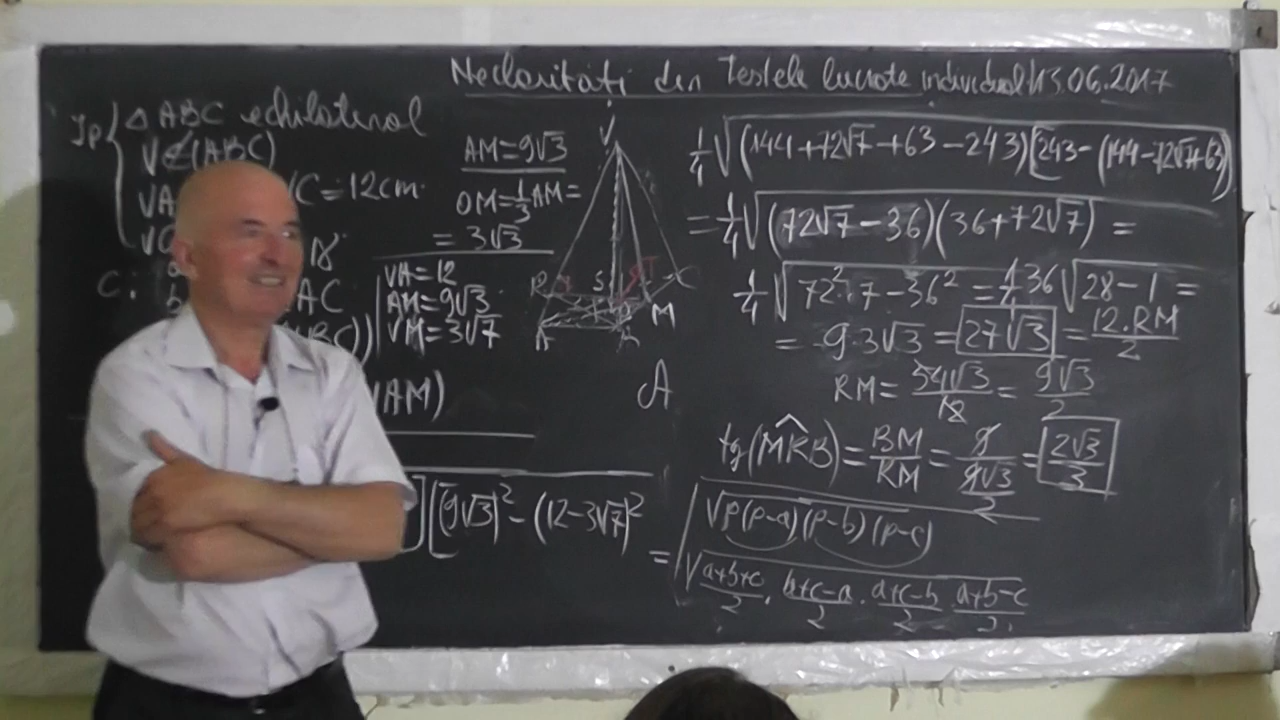 Neclarități din Testele lucrate individual 13.06.2017
Ip { △ABC echilateral
V∉(ABC)
VA
VC = 12cm
18
C:
AC
BC))
AM)
AM=9√3
OM=1/3 AM=
= 3√3
VA=12
AM=9√3
VM=3√7
V
R
S
T
C
M
A
B
A
][(9√3)² - (12-3√7)²
1/4 √(144+72√7+63-243)[243-(144-72√7+63)]
= 1/4 √(72√7-36)(36+72√7) =
1/4 √72²·7-36² = 1/4 36√28-1 =
= 9·3√3 = 27√3 = 12·RM/2
RM = 54√3/12 = 9√3/2
tg(MRB) = BM/RM = 9/(9√3/2) = 2√3/3
√p(p-a)(p-b)(p-c)
= √(a+b+c)/2 · (b+c-a)/2 · (a+c-b)/2 · (a+b-c)/2